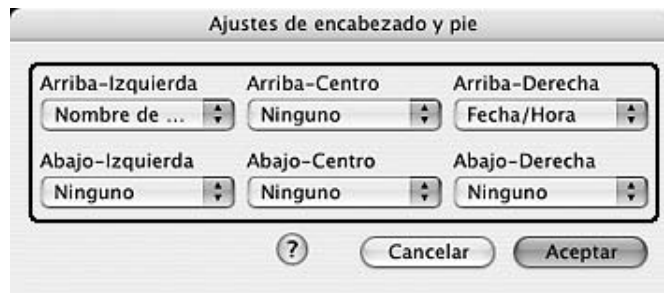 Ajustes de encabezado y pie
Arriba-Izquierda Arriba-Centro Arriba-Derecha
Nombre de ... Ninguno Fecha/Hora
Abajo-Izquierda Abajo-Centro Abajo-Derecha
Ninguno Ninguno Ninguno
? Cancelar Aceptar